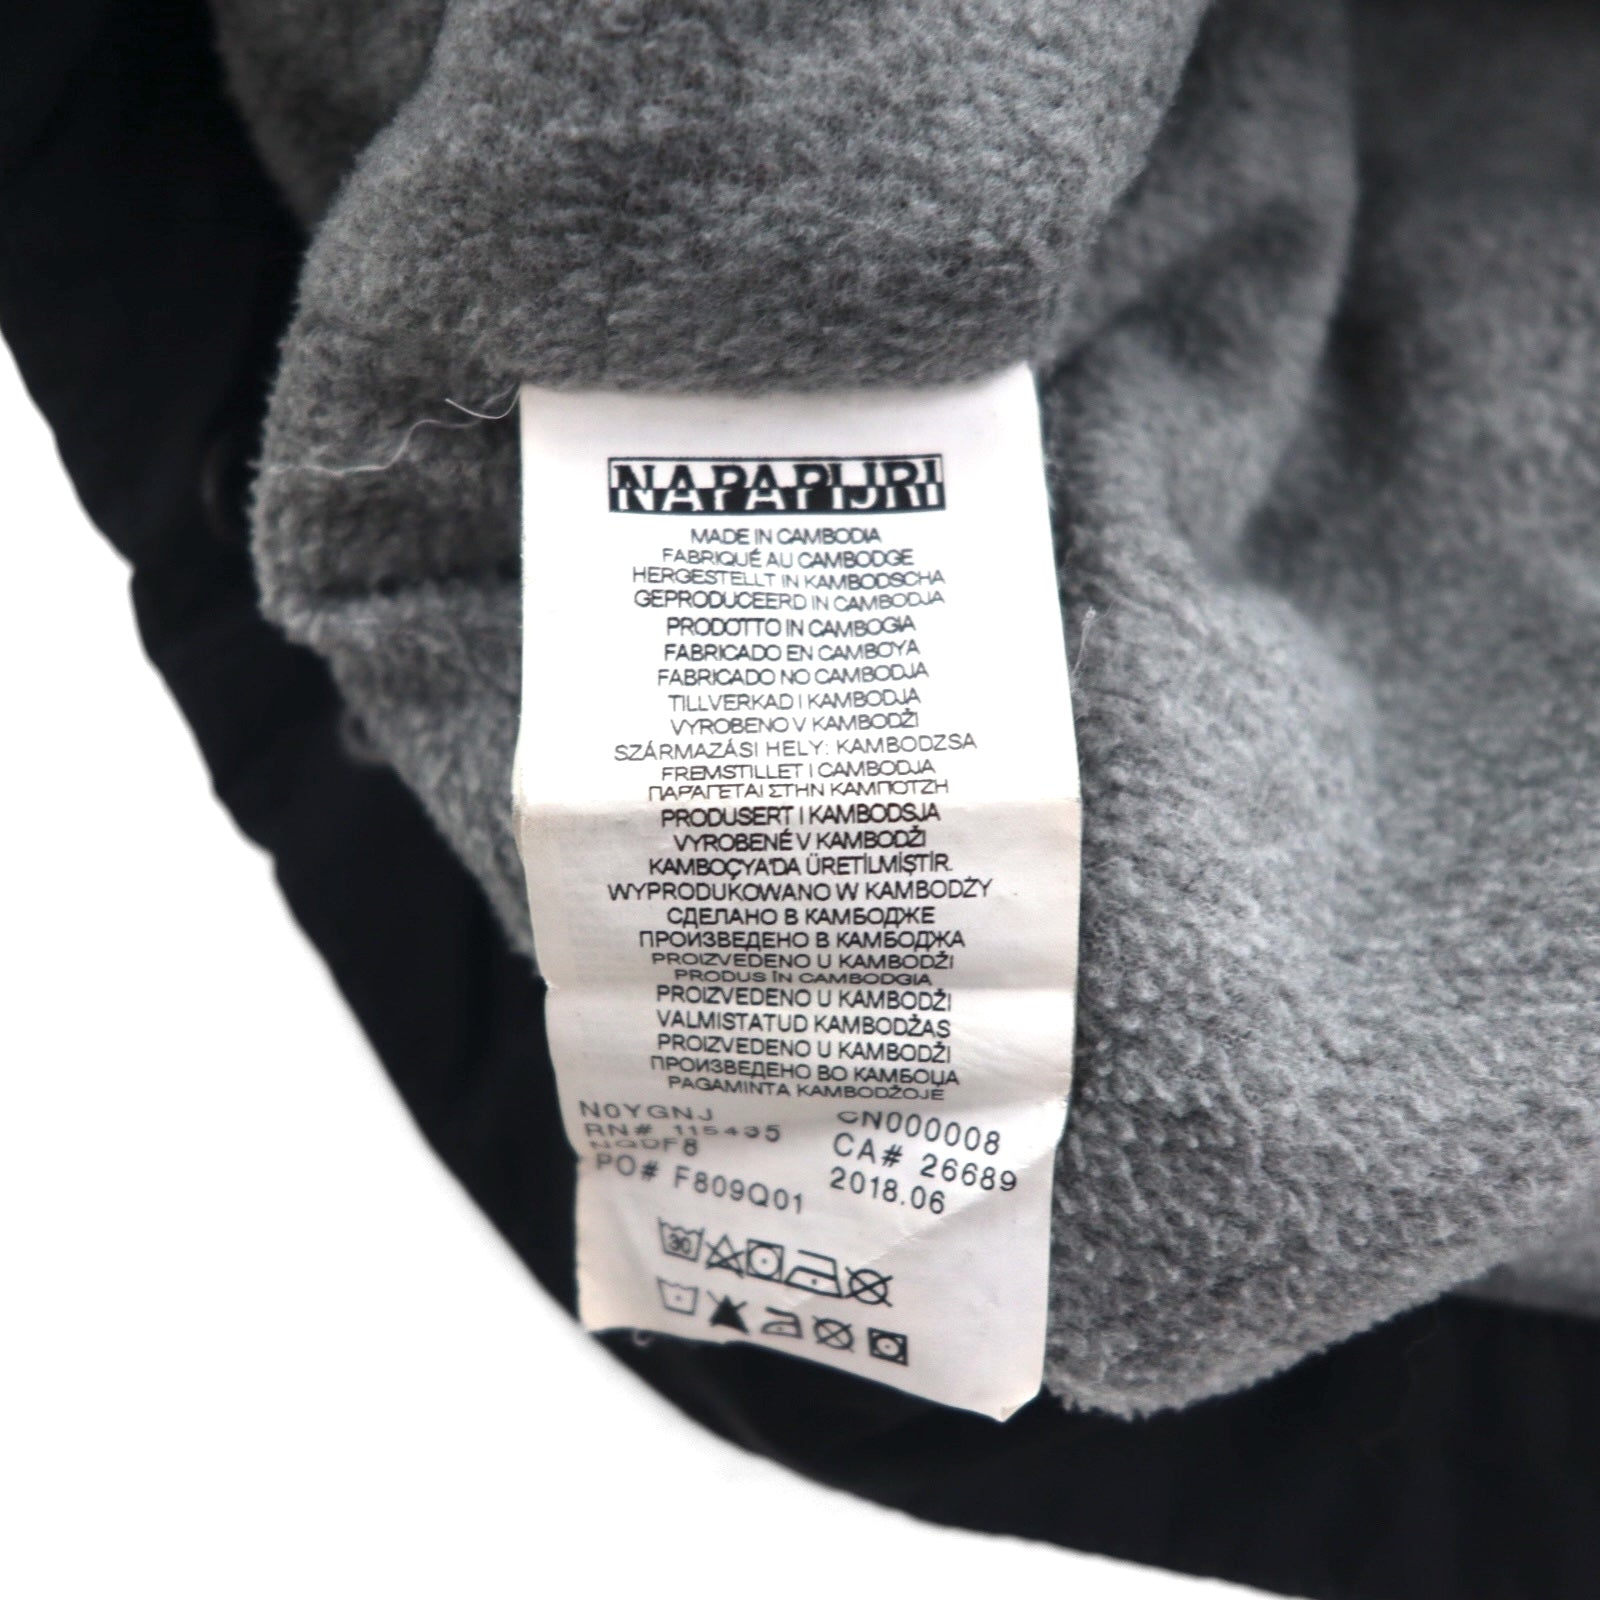 NAPAPIJRI
MADE IN CAMBODIA
FABRIQUÉ AU CAMBODGE
HERGESTELLT IN KAMBODSCHA
GEPRODUCEERD IN CAMBODJA
PRODOTTO IN CAMBOGIA
FABRICADO EN CAMBOYA
FABRICADO NO CAMBODJA
TILLVERKAD I KAMBODJA
VYROBENO V KAMBODŽI
SZÁRMAZÁSI HELY: KAMBODZSA
FREMSTILLET I CAMBODJA
ΠΑΡΑΓΕΤΑΙ ΣΤΗΝ ΚΑΜΠΟΤΖΗ
PRODUSERT I KAMBODSJA
VYROBENÉ V KAMBODŽI
KAMBOÇYA'DA ÜRETİLMİŞTİR.
WYPRODUKOWANO W KAMBODŻY
СДЕЛАНО В КАМБОДЖЕ
ПРОИЗВЕДЕНО В КАМБОДЖА
PROIZVEDENO U KAMBODŽI
PRODUS ÎN CAMBODGIA
PROIZVEDENO U KAMBODŽI
VALMISTATUD KAMBODŽAS
PROIZVEDENO U KAMBODŽI
ПРОИЗВЕДЕНО ВО КАМБОЏА
PAGAMINTA KAMBODŽOJE
N0YGNJ CN000008
RN# 115435 CA# 26689
NQDF8 2018.06
PO# F809Q01
30